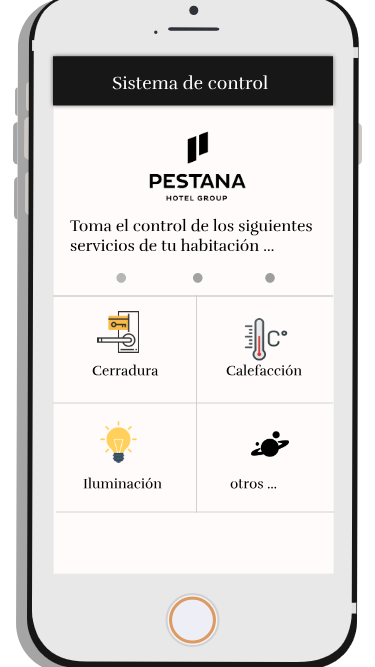 Sistema de control
PESTANA
HOTEL GROUP
Toma el control de los siguientes
servicios de tu habitación ...
C°
Cerradura
Calefacción
Iluminación
otros ...